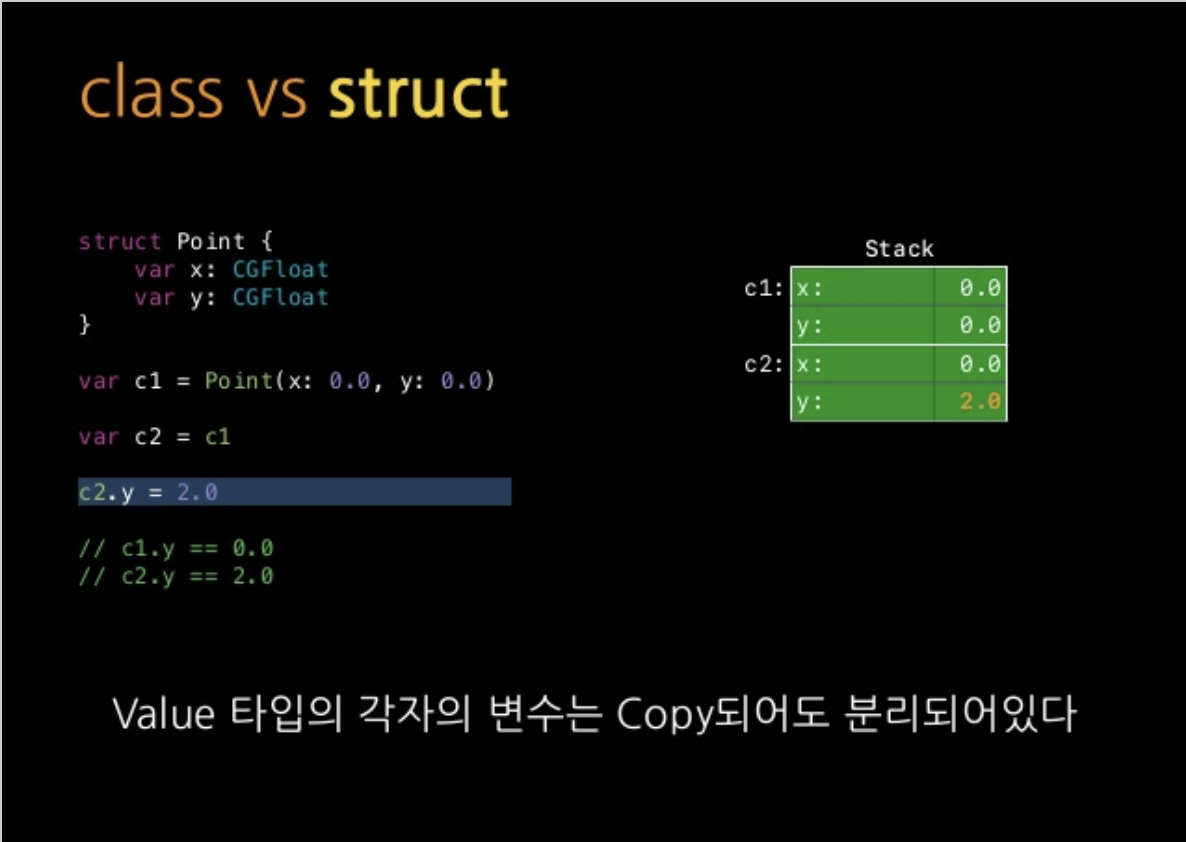 class vs struct
struct Point {
    var x: CGFloat
    var y: CGFloat
}
var c1 = Point(x: 0.0, y: 0.0)
var c2 = c1
c2.y = 2.0
// c1.y == 0.0
// c2.y == 2.0
Stack
c1: x: 0.0
y: 0.0
c2: x: 0.0
y: 2.0
Value 타입의 각자의 변수는 Copy되어도 분리되어있다